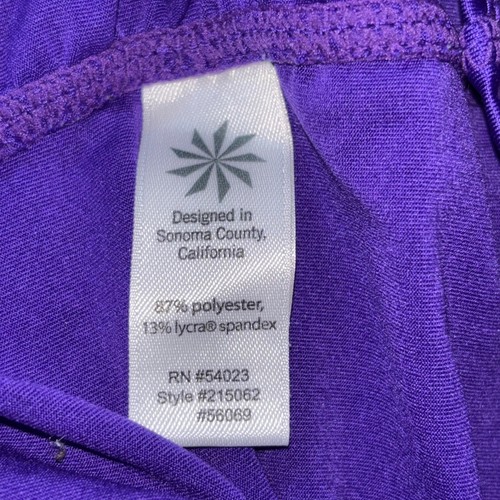 Designed in
Sonoma County,
California
87% polyester,
13% lycra® spandex
RN #54023
Style #215062
#56069